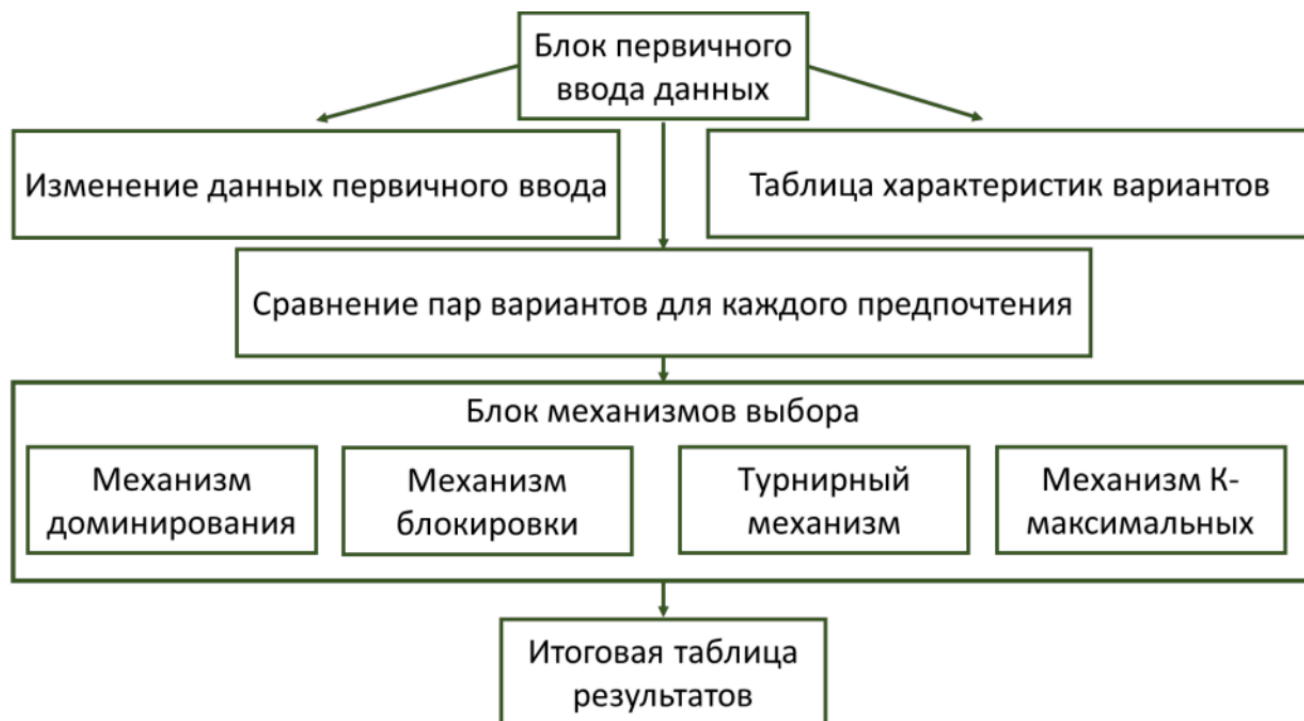 Блок первичного
ввода данных
Изменение данных первичного ввода
Таблица характеристик вариантов
Сравнение пар вариантов для каждого предпочтения
Блок механизмов выбора
Механизм
доминирования
Механизм
блокировки
Турнирный
механизм
Механизм К-
максимальных
Итоговая таблица
результатов